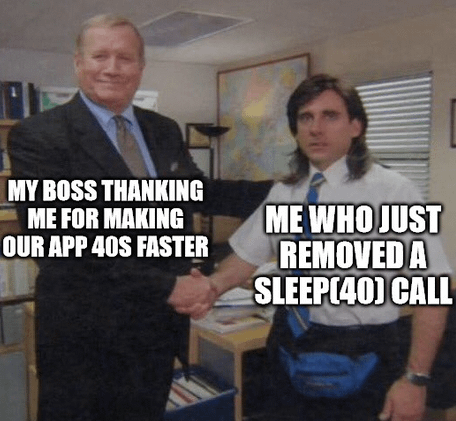 MY BOSS THANKING
ME FOR MAKING
OUR APP 40S FASTER
ME WHO JUST
REMOVED A
SLEEP(40) CALL